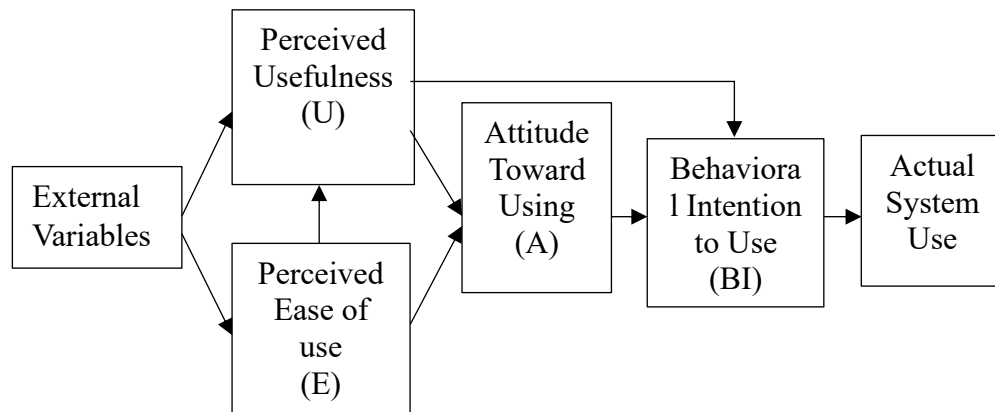 External
Variables
Perceived
Usefulness
(U)
Perceived
Ease of
use
(E)
Attitude
Toward
Using
(A)
Behaviora
l Intention
to Use
(BI)
Actual
System
Use